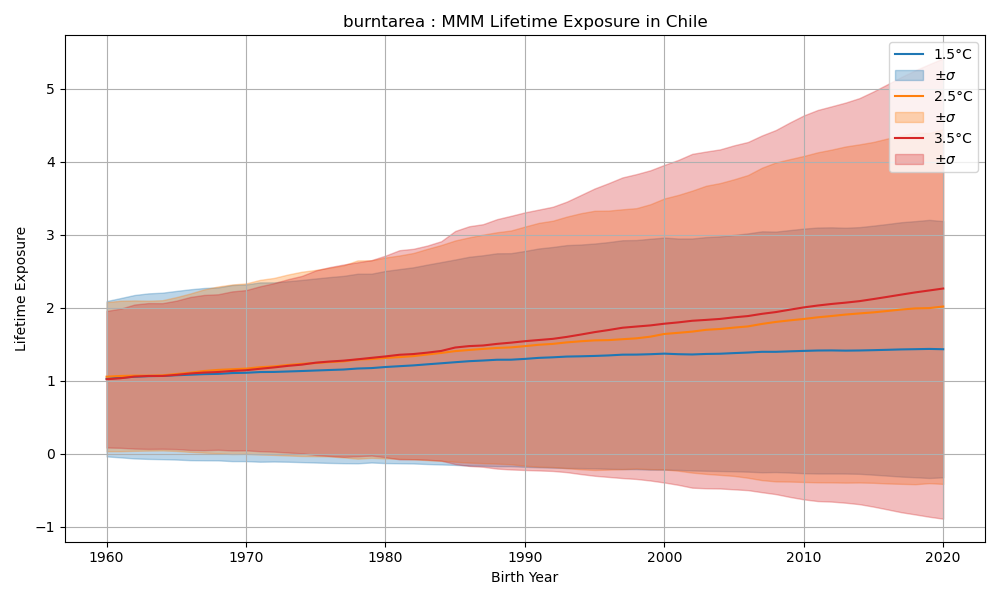 burntarea : MMM Lifetime Exposure in Chile
1.5°C
±σ
2.5°C
±σ
3.5°C
±σ
Lifetime Exposure
5
4
3
2
1
0
−1
1960 1970 1980 1990 2000 2010 2020
Birth Year